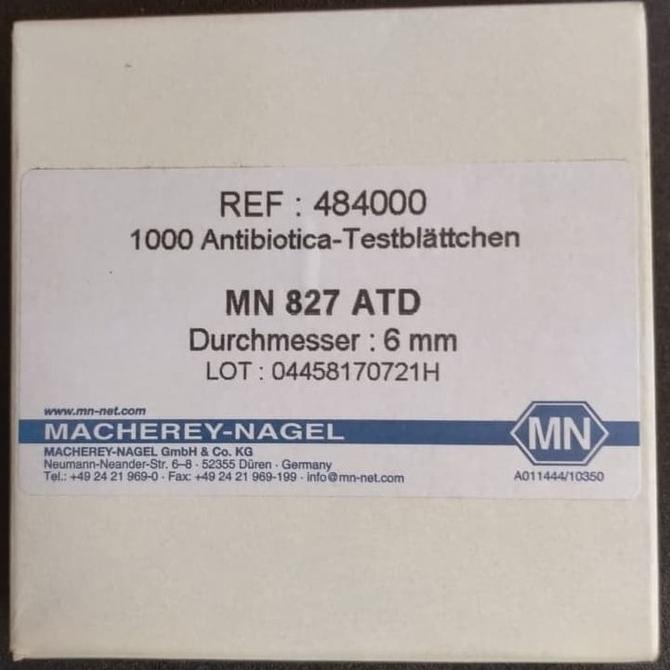 REF : 484000
1000 Antibiotica-Testblättchen
MN 827 ATD
Durchmesser : 6 mm
LOT : 04458170721H
www.mn-net.com
MACHEREY-NAGEL
MN
MACHEREY-NAGEL GmbH & Co. KG
Neumann-Neander-Str. 6–8 · 52355 Düren · Germany
Tel.: +49 24 21 969-0 · Fax: +49 24 21 969-199 · info@mn-net.com
A011444/10350